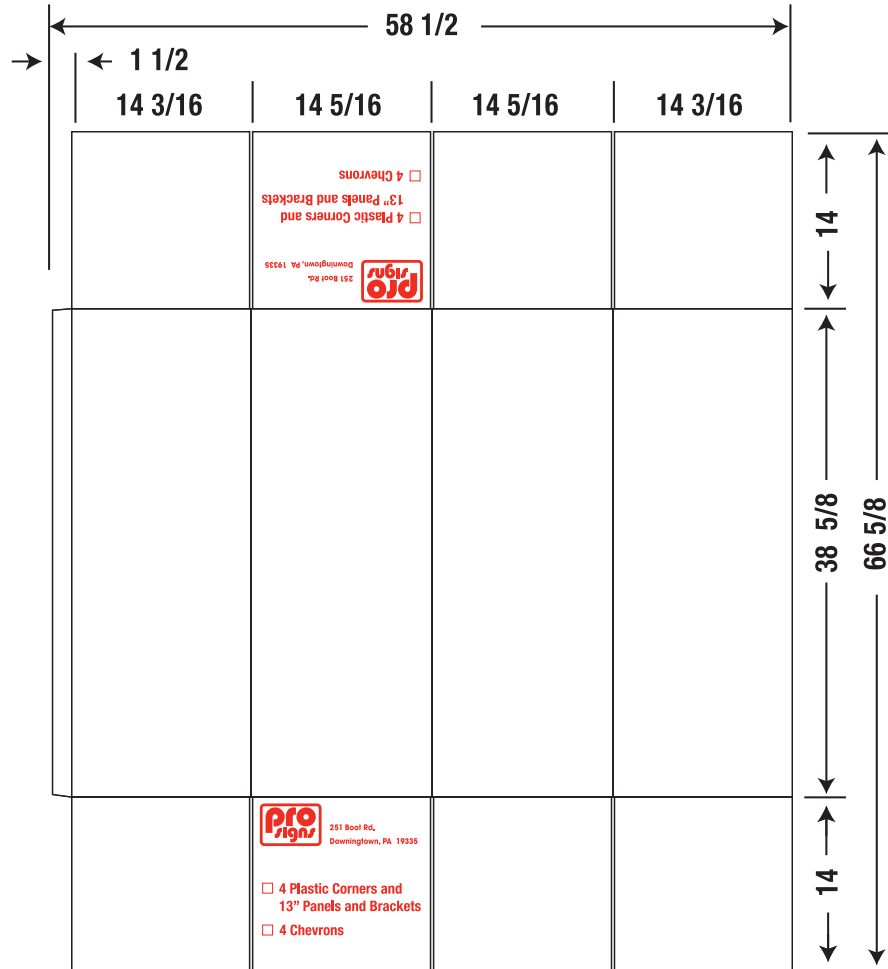 58 1/2
1 1/2
14 3/16 14 5/16 14 5/16 14 3/16
4 Chevrons
13” Panels and Brackets
4 Plastic Corners and
Downingtown, PA 19335
251 Boot Rd.
pro
signs
14
38 5/8
66 5/8
pro
signs
251 Boot Rd.
Downingtown, PA 19335
4 Plastic Corners and
13” Panels and Brackets
4 Chevrons
14